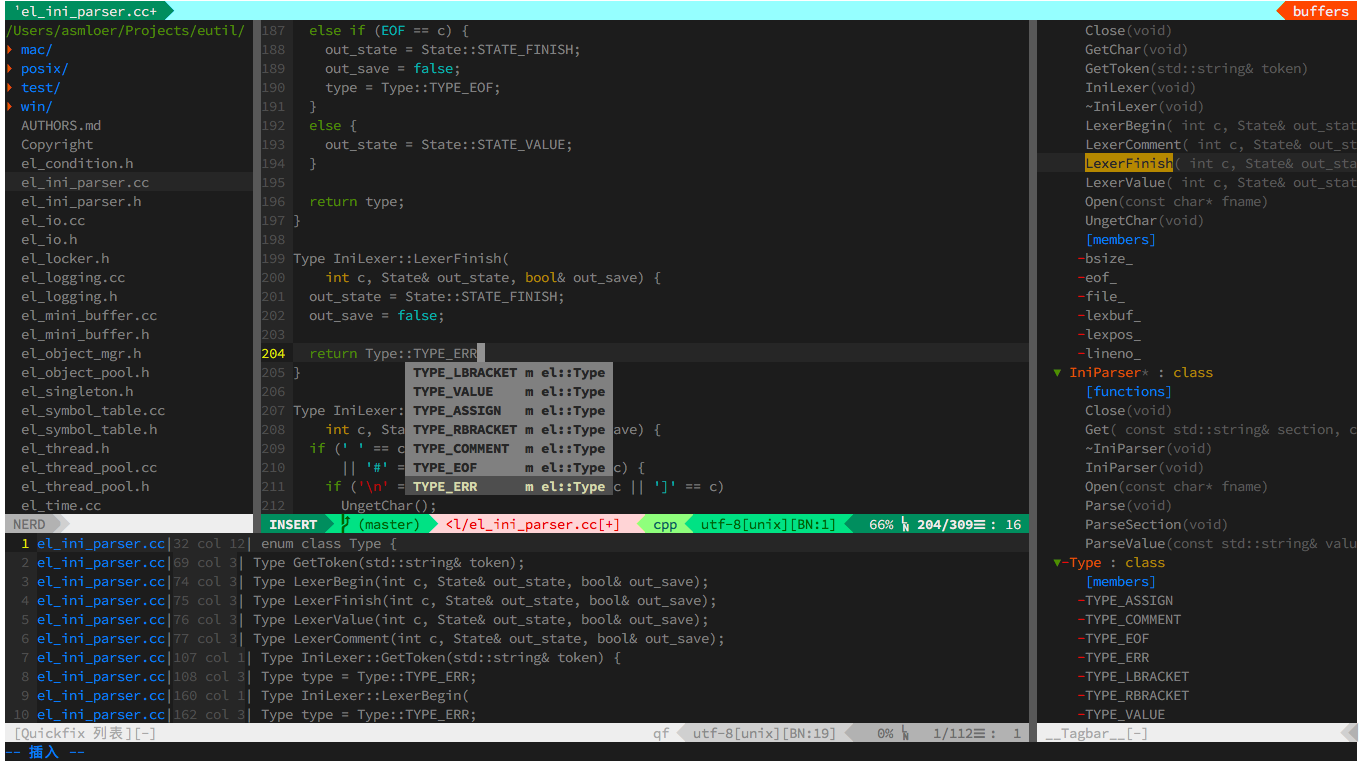 el_ini_parser.cc+
buffers
/Users/asmloer/Projects/eutil/
mac/
posix/
test/
win/
AUTHORS.md
Copyright
el_condition.h
el_ini_parser.cc
el_ini_parser.h
el_io.cc
el_io.h
el_locker.h
el_logging.cc
el_logging.h
el_mini_buffer.cc
el_mini_buffer.h
el_object_mgr.h
el_object_pool.h
el_singleton.h
el_symbol_table.cc
el_symbol_table.h
el_thread.h
el_thread_pool.cc
el_thread_pool.h
el_time.cc
NERD
187 else if (EOF == c) {
188 out_state = State::STATE_FINISH;
189 out_save = false;
190 type = Type::TYPE_EOF;
191 }
192 else {
193 out_state = State::STATE_VALUE;
194 }
195
196 return type;
197 }
198
199 Type IniLexer::LexerFinish(
200 int c, State& out_state, bool& out_save) {
201 out_state = State::STATE_FINISH;
202 out_save = false;
203
204 return Type::TYPE_ERR
205 }
206
207 Type IniLexer:
208 int c, Sta ave) {
209 if (' ' == c
210 || '#' = c) {
211 if ('\n' = c || ']' == c)
212 UngetChar();
TYPE_LBRACKET m el::Type
TYPE_VALUE m el::Type
TYPE_ASSIGN m el::Type
TYPE_RBRACKET m el::Type
TYPE_COMMENT m el::Type
TYPE_EOF m el::Type
TYPE_ERR m el::Type
INSERT (master) <l/el_ini_parser.cc[+] cpp utf-8[unix][BN:1] 66% 204/309☰: 16
Close(void)
GetChar(void)
GetToken(std::string& token)
IniLexer(void)
~IniLexer(void)
LexerBegin( int c, State& out_stat
LexerComment( int c, State& out_st
LexerFinish( int c, State& out_sta
LexerValue( int c, State& out_stat
Open(const char* fname)
UngetChar(void)
[members]
-bsize_
-eof_
-file_
-lexbuf_
-lexpos_
-lineno_
▼ IniParser* : class
[functions]
Close(void)
Get( const std::string& section, c
~IniParser(void)
IniParser(void)
Open(const char* fname)
Parse(void)
ParseSection(void)
ParseValue(const std::string& valu
▼-Type : class
[members]
-TYPE_ASSIGN
-TYPE_COMMENT
-TYPE_EOF
-TYPE_ERR
-TYPE_LBRACKET
-TYPE_RBRACKET
-TYPE_VALUE
__Tagbar__[-]
1 el_ini_parser.cc|32 col 12| enum class Type {
2 el_ini_parser.cc|69 col 3| Type GetToken(std::string& token);
3 el_ini_parser.cc|74 col 3| Type LexerBegin(int c, State& out_state, bool& out_save);
4 el_ini_parser.cc|75 col 3| Type LexerFinish(int c, State& out_state, bool& out_save);
5 el_ini_parser.cc|76 col 3| Type LexerValue(int c, State& out_state, bool& out_save);
6 el_ini_parser.cc|77 col 3| Type LexerComment(int c, State& out_state, bool& out_save);
7 el_ini_parser.cc|107 col 1| Type IniLexer::GetToken(std::string& token) {
8 el_ini_parser.cc|108 col 3| Type type = Type::TYPE_ERR;
9 el_ini_parser.cc|160 col 1| Type IniLexer::LexerBegin(
10 el_ini_parser.cc|162 col 3| Type type = Type::TYPE_ERR;
[Quickfix 列表][-] qf utf-8[unix][BN:19] 0% 1/112☰: 1
-- 插入 --